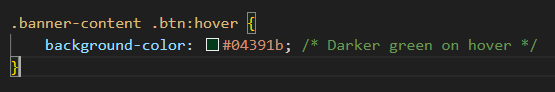 .banner-content .btn:hover {
    background-color: #04391b; /* Darker green on hover */
}